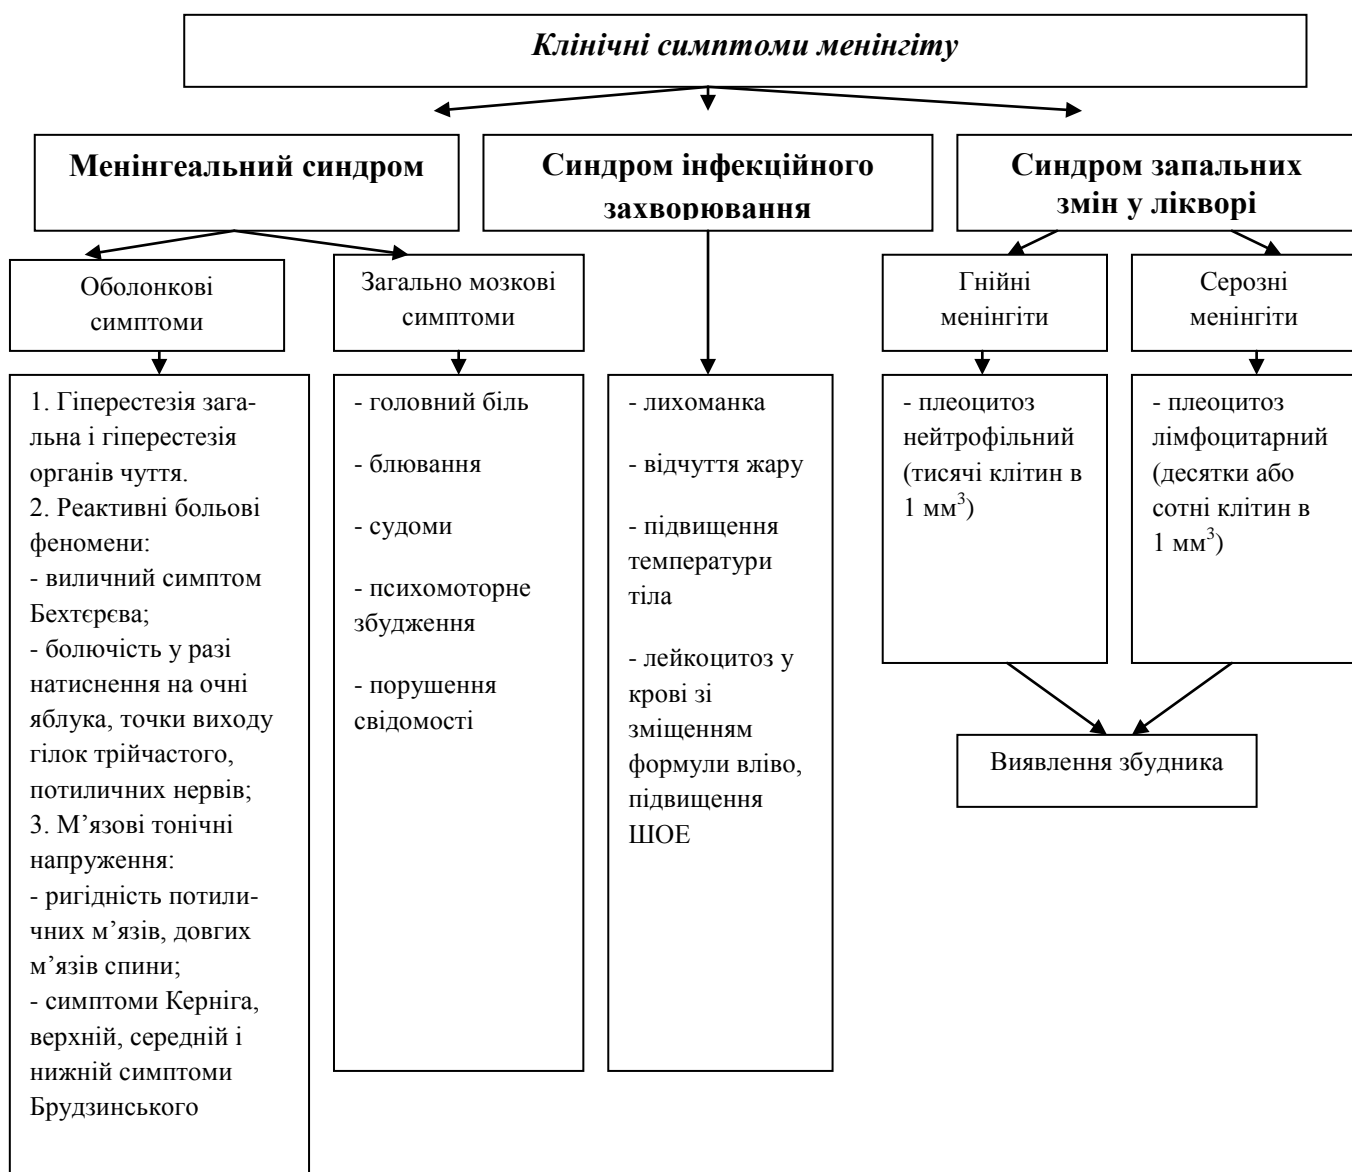 Клінічні симптоми менінгіту
Менінгеальний синдром
Синдром інфекційного
захворювання
Синдром запальних
змін у лікворі
Оболонкові
симптоми
Загально мозкові
симптоми
Гнійні
менінгіти
Серозні
менінгіти
1. Гіперестезія зага-
льна і гіперестезія
органів чуття.
2. Реактивні больові
феномени:
- виличний симптом
Бехтєрєва;
- болючість у разі
натиснення на очні
яблука, точки виходу
гілок трійчастого,
потиличних нервів;
3. М’язові тонічні
напруження:
- ригідність потили-
чних м’язів, довгих
м’язів спини;
- симптоми Керніга,
верхній, середній і
нижній симптоми
Брудзинського
- головний біль
- блювання
- судоми
- психомоторне
збудження
- порушення
свідомості
- лихоманка
- відчуття жару
- підвищення
температури
тіла
- лейкоцитоз у
крові зі
зміщенням
формули вліво,
підвищення
ШОЕ
- плеоцитоз
нейтрофільний
(тисячі клітин в
1 мм³)
- плеоцитоз
лімфоцитарний
(десятки або
сотні клітин в
1 мм³)
Виявлення збудника